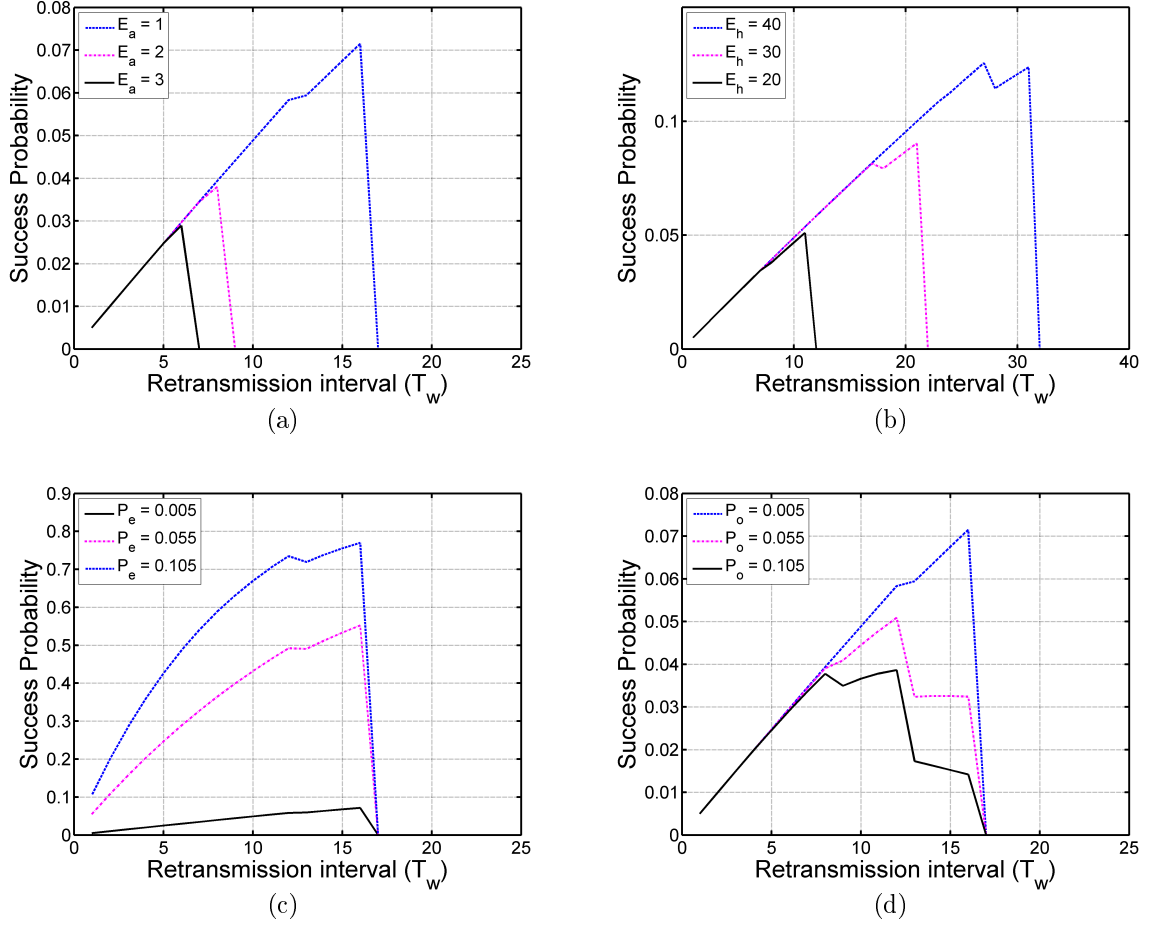 0.08
0.07
0.06
0.05
0.04
0.03
0.02
0.01
0
Success Probability
E_a = 1
E_a = 2
E_a = 3
0 5 10 15 20 25
Retransmission interval (T_w)
(a)
0.1
0.05
0
Success Probability
E_h = 40
E_h = 30
E_h = 20
0 10 20 30 40
Retransmission interval (T_w)
(b)
0.9
0.8
0.7
0.6
0.5
0.4
0.3
0.2
0.1
0
Success Probability
P_e = 0.005
P_e = 0.055
P_e = 0.105
0 5 10 15 20 25
Retransmission interval (T_w)
(c)
0.08
0.07
0.06
0.05
0.04
0.03
0.02
0.01
0
Success Probability
P_o = 0.005
P_o = 0.055
P_o = 0.105
0 5 10 15 20 25
Retransmission interval (T_w)
(d)